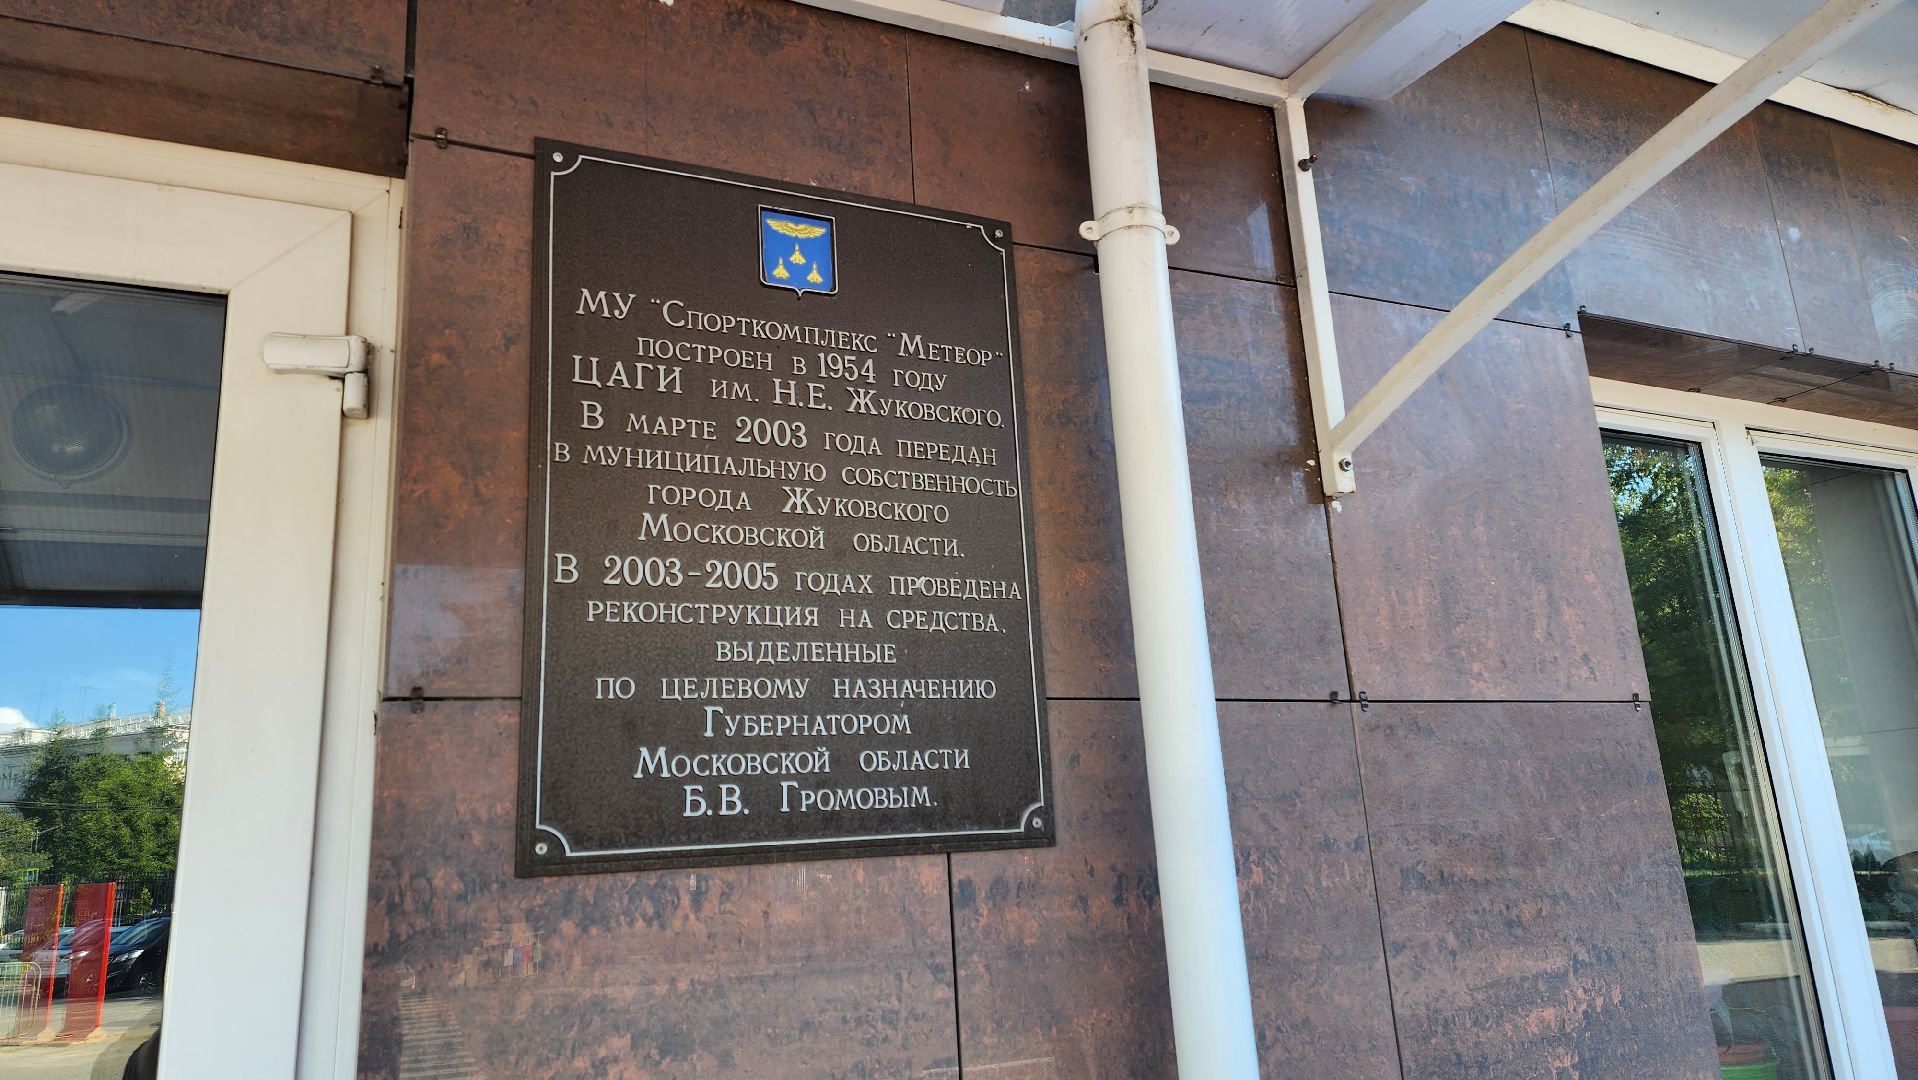 МУ "Спорткомплекс "Метеор"
построен в 1954 году
ЦАГИ им. Н.Е. Жуковского.
В марте 2003 года передан
в муниципальную собственность
города Жуковского
Московской области.
В 2003-2005 годах проведена
реконструкция на средства,
выделенные
по целевому назначению
Губернатором
Московской области
Б.В. Громовым.